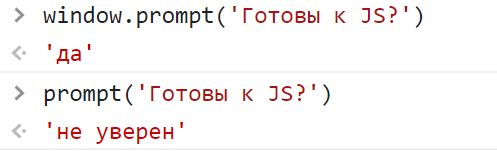 window.prompt('Готовы к JS?')
'да'
prompt('Готовы к JS?')
'не уверен'